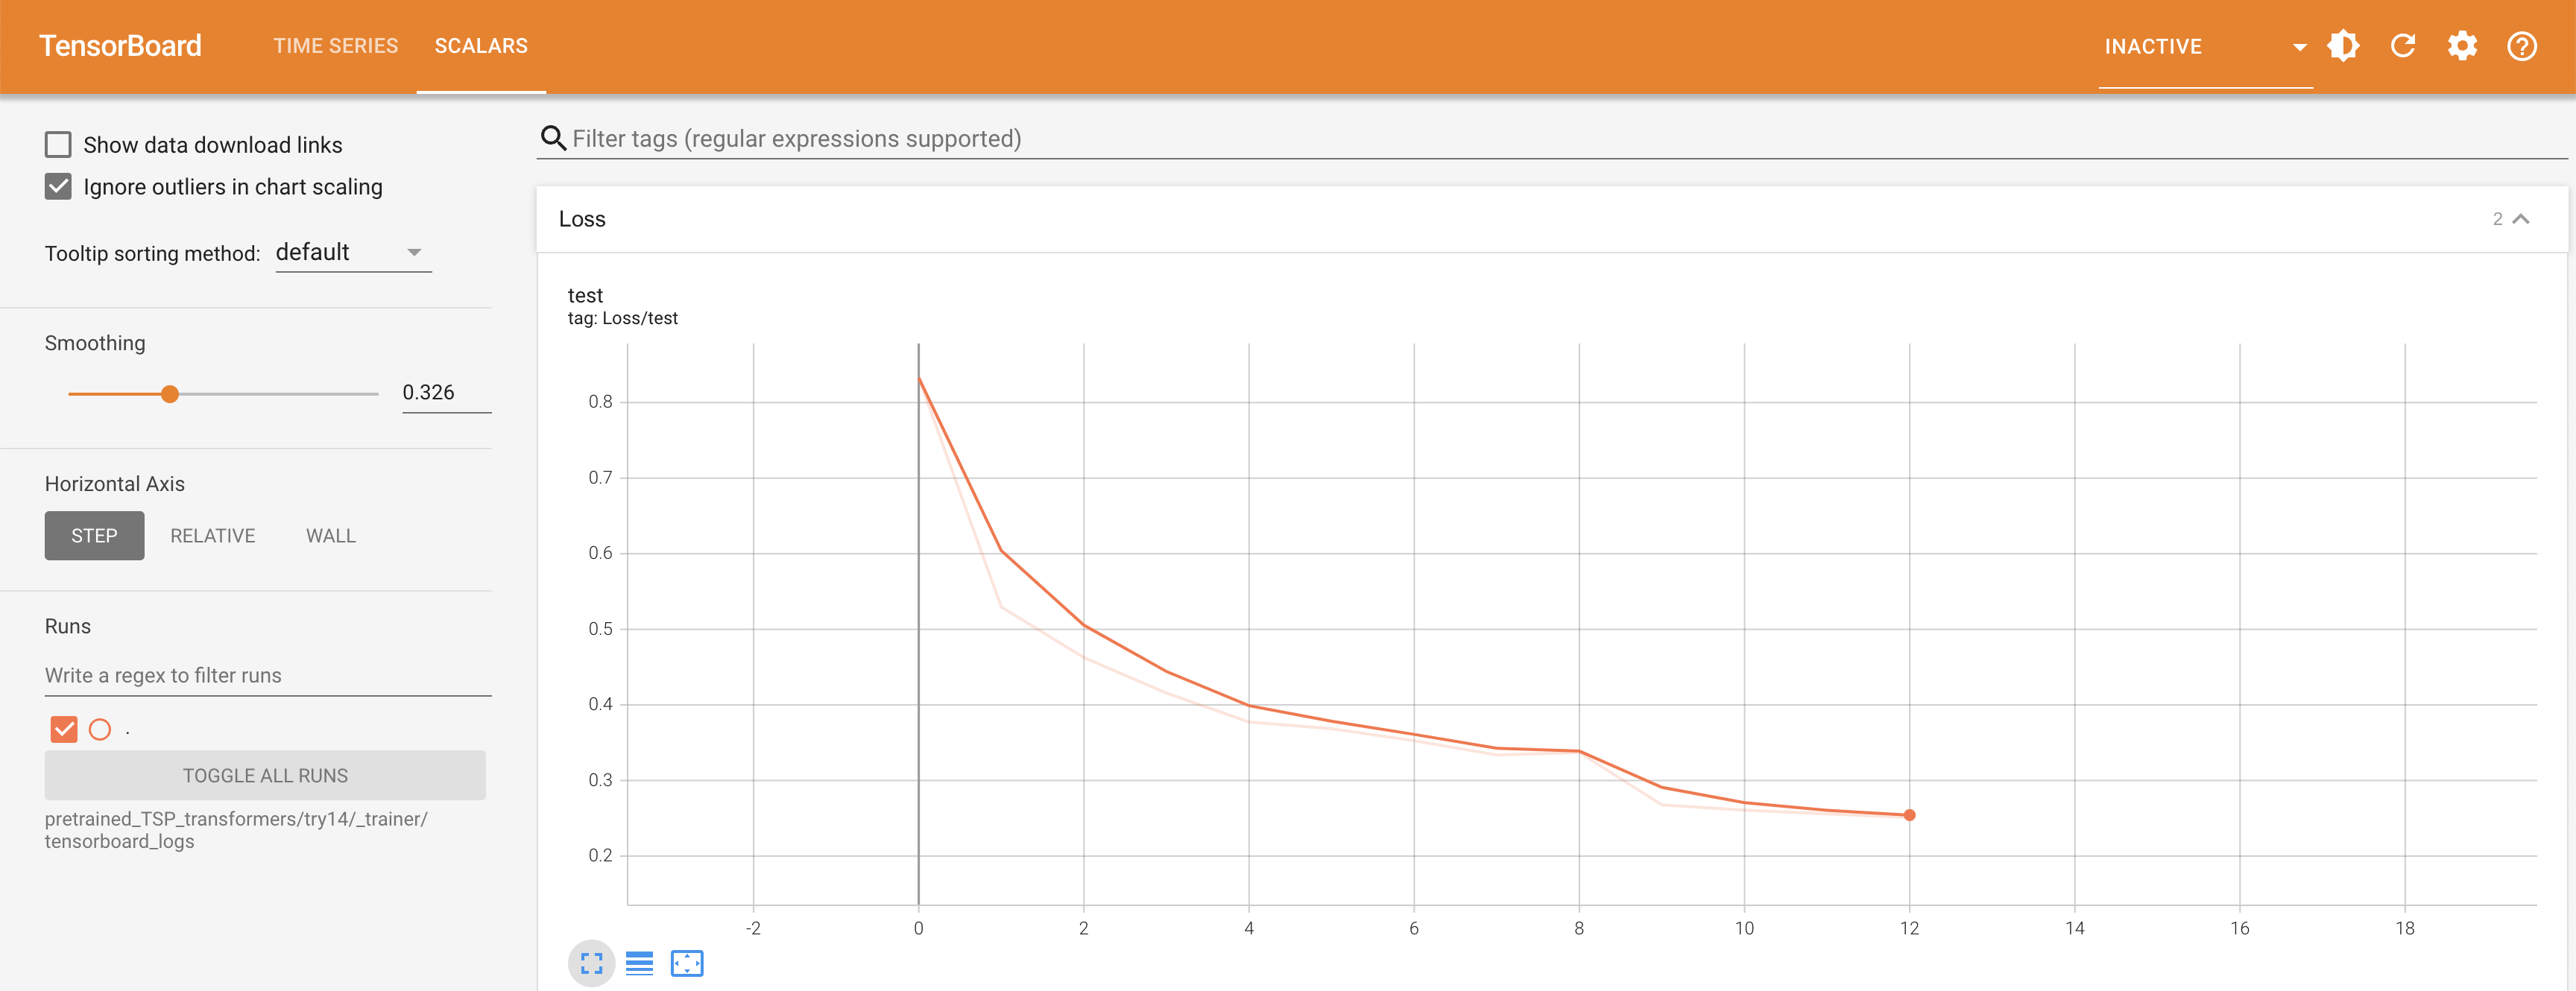 TensorBoard
TIME SERIES
SCALARS
INACTIVE
Show data download links
Ignore outliers in chart scaling
Tooltip sorting method: default
Smoothing
0.326
Horizontal Axis
STEP RELATIVE WALL
Runs
Write a regex to filter runs
.
TOGGLE ALL RUNS
pretrained_TSP_transformers/try14/_trainer/
tensorboard_logs
Filter tags (regular expressions supported)
Loss
2
test
tag: Loss/test
0.8
0.7
0.6
0.5
0.4
0.3
0.2
-2 0 2 4 6 8 10 12 14 16 18